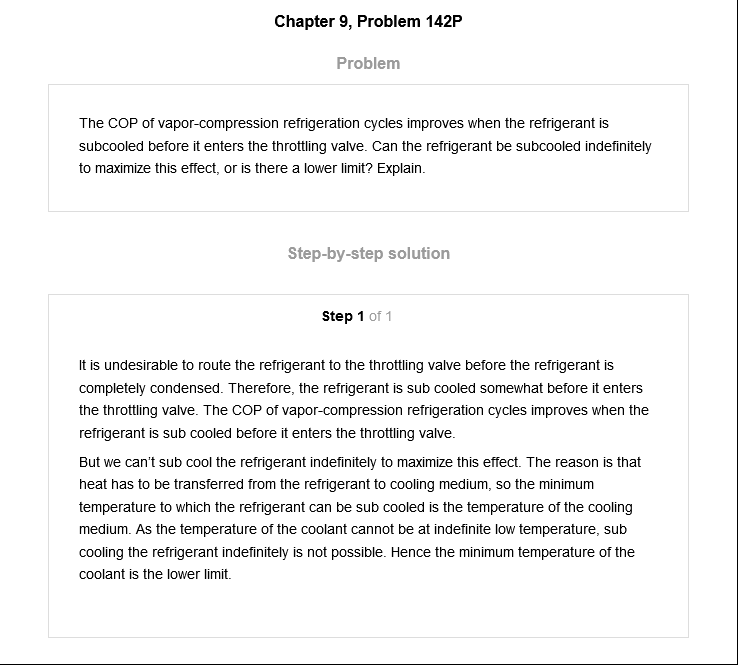 Chapter 9, Problem 142P
Problem
The COP of vapor-compression refrigeration cycles improves when the refrigerant is
subcooled before it enters the throttling valve. Can the refrigerant be subcooled indefinitely
to maximize this effect, or is there a lower limit? Explain.
Step-by-step solution
Step 1 of 1
It is undesirable to route the refrigerant to the throttling valve before the refrigerant is
completely condensed. Therefore, the refrigerant is sub cooled somewhat before it enters
the throttling valve. The COP of vapor-compression refrigeration cycles improves when the
refrigerant is sub cooled before it enters the throttling valve.
But we can't sub cool the refrigerant indefinitely to maximize this effect. The reason is that
heat has to be transferred from the refrigerant to cooling medium, so the minimum
temperature to which the refrigerant can be sub cooled is the temperature of the cooling
medium. As the temperature of the coolant cannot be at indefinite low temperature, sub
cooling the refrigerant indefinitely is not possible. Hence the minimum temperature of the
coolant is the lower limit.